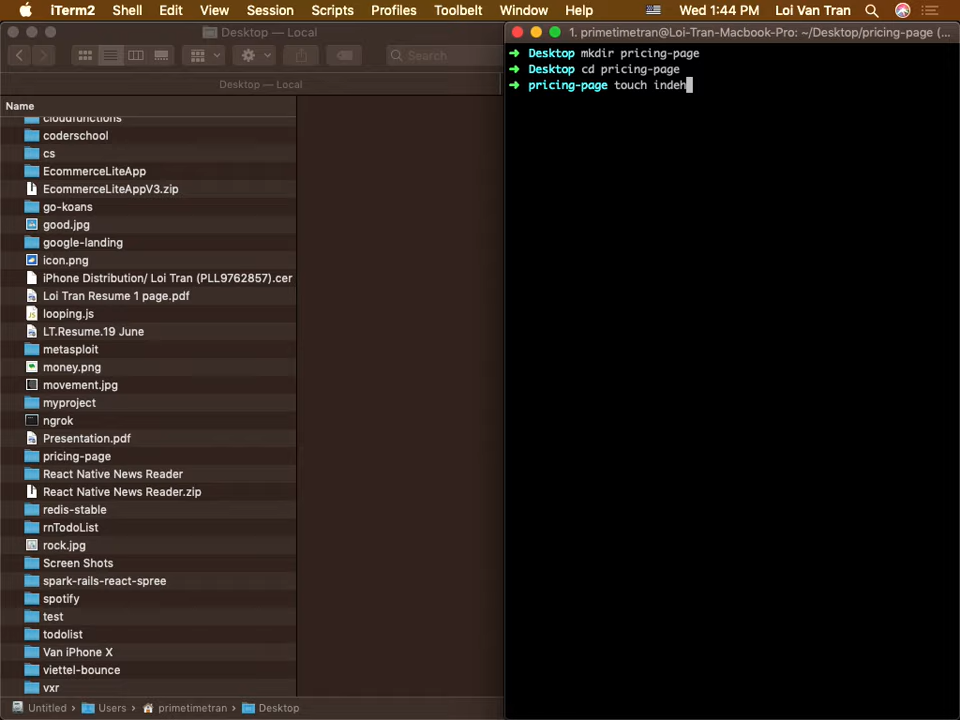 iTerm2 Shell Edit View Session Scripts Profiles Toolbelt Window Help Wed 1:44 PM Loi Van Tran
Desktop — Local
Search
Desktop — Local
Name
cloudfunctions
coderschool
cs
EcommerceLiteApp
EcommerceLiteAppV3.zip
go-koans
good.jpg
google-landing
icon.png
iPhone Distribution/ Loi Tran (PLL9762857).cer
Loi Tran Resume 1 page.pdf
looping.js
LT.Resume.19 June
metasploit
money.png
movement.jpg
myproject
ngrok
Presentation.pdf
pricing-page
React Native News Reader
React Native News Reader.zip
redis-stable
rnTodoList
rock.jpg
Screen Shots
spark-rails-react-spree
spotify
test
todolist
Van iPhone X
viettel-bounce
vxr
Untitled › Users › primetimetran › Desktop
1. primetimetran@Loi-Tran-Macbook-Pro: ~/Desktop/pricing-page (...
➜ Desktop mkdir pricing-page
➜ Desktop cd pricing-page
➜ pricing-page touch indeh